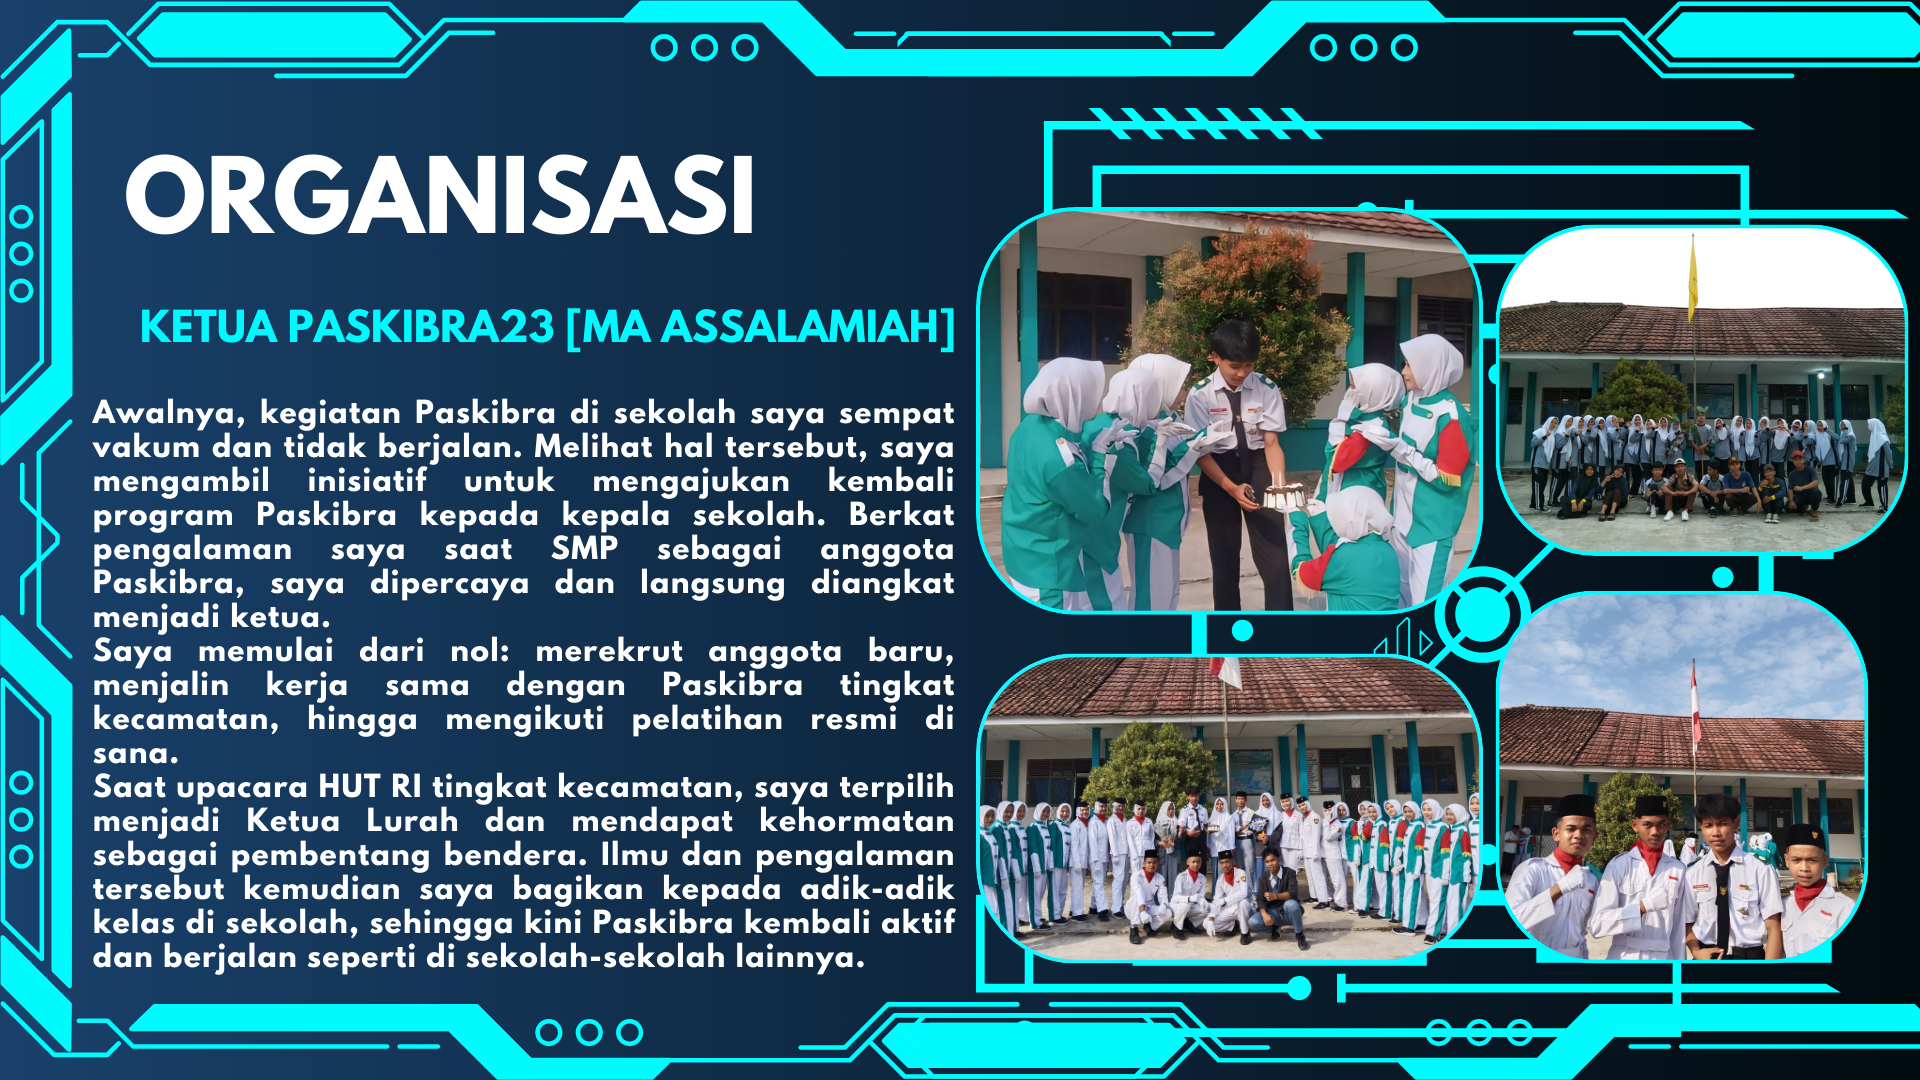 ORGANISASI
KETUA PASKIBRA23 [MA ASSALAMIAH]
Awalnya, kegiatan Paskibra di sekolah saya sempat
vakum dan tidak berjalan. Melihat hal tersebut, saya
mengambil inisiatif untuk mengajukan kembali
program Paskibra kepada kepala sekolah. Berkat
pengalaman saya saat SMP sebagai anggota
Paskibra, saya dipercaya dan langsung diangkat
menjadi ketua.
Saya memulai dari nol: merekrut anggota baru,
menjalin kerja sama dengan Paskibra tingkat
kecamatan, hingga mengikuti pelatihan resmi di
sana.
Saat upacara HUT RI tingkat kecamatan, saya terpilih
menjadi Ketua Lurah dan mendapat kehormatan
sebagai pembentang bendera. Ilmu dan pengalaman
tersebut kemudian saya bagikan kepada adik-adik
kelas di sekolah, sehingga kini Paskibra kembali aktif
dan berjalan seperti di sekolah-sekolah lainnya.